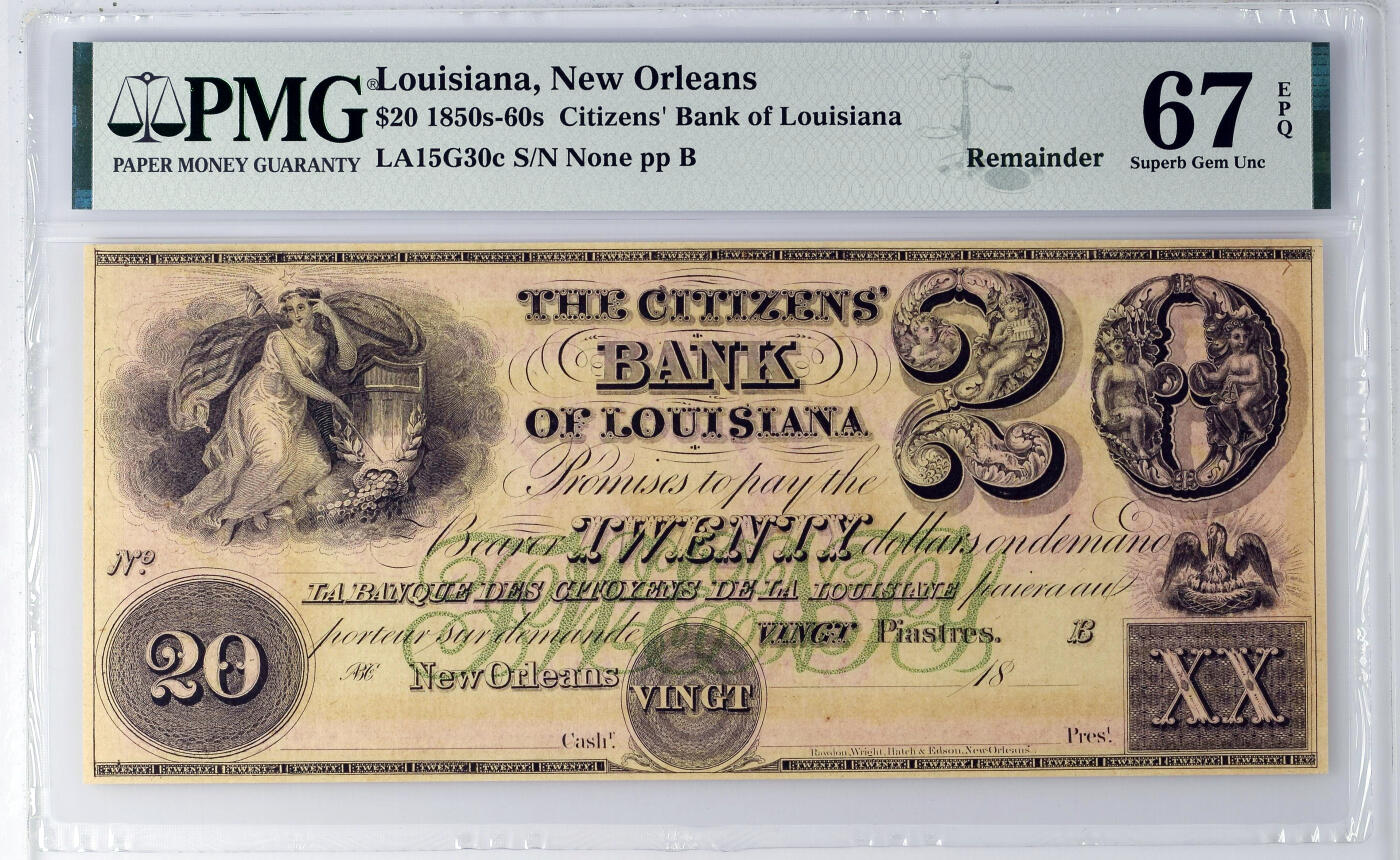 PMG®
PAPER MONEY GUARANTY
Louisiana, New Orleans
$20 1850s-60s Citizens' Bank of Louisiana
LA15G30c S/N None pp B
Remainder
67
EPQ
Superb Gem Unc
THE CITIZENS'
BANK
OF LOUISIANA
20
Promises to pay the
Bearer TWENTY dollars on demand
No
LA BANQUE DES CITOYENS DE LA LOUISIANE paiera au
porteur sur demande VINGT Piastres. B
20
New Orleans
VINGT
18
XX
Cash.r
Pres.t
Rawdon, Wright, Hatch & Edson, New Orleans.